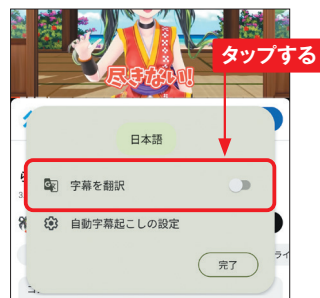 尽きない!
タップする
日本語
字幕を翻訳
自動字幕起こしの設定
完了